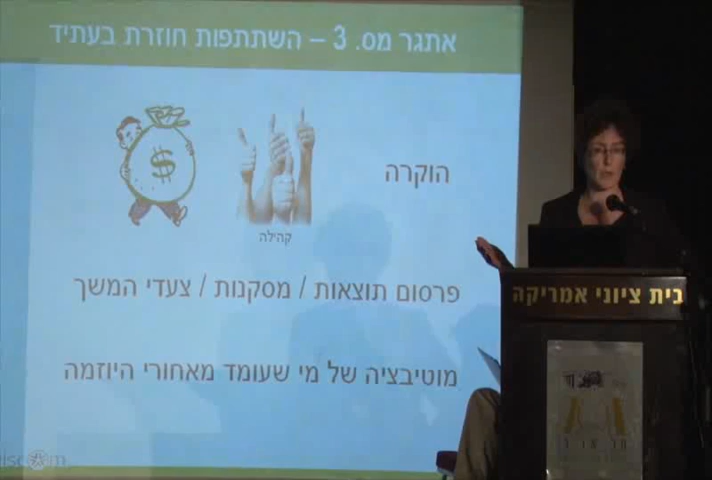 אתגר מס. 3 – השתתפות חוזרת בעתיד
$
הוקרה
קהילה
פרסום תוצאות / מסקנות / צעדי המשך
מוטיבציה של מי שעומד מאחורי היוזמה
בית ציוני אמריקה